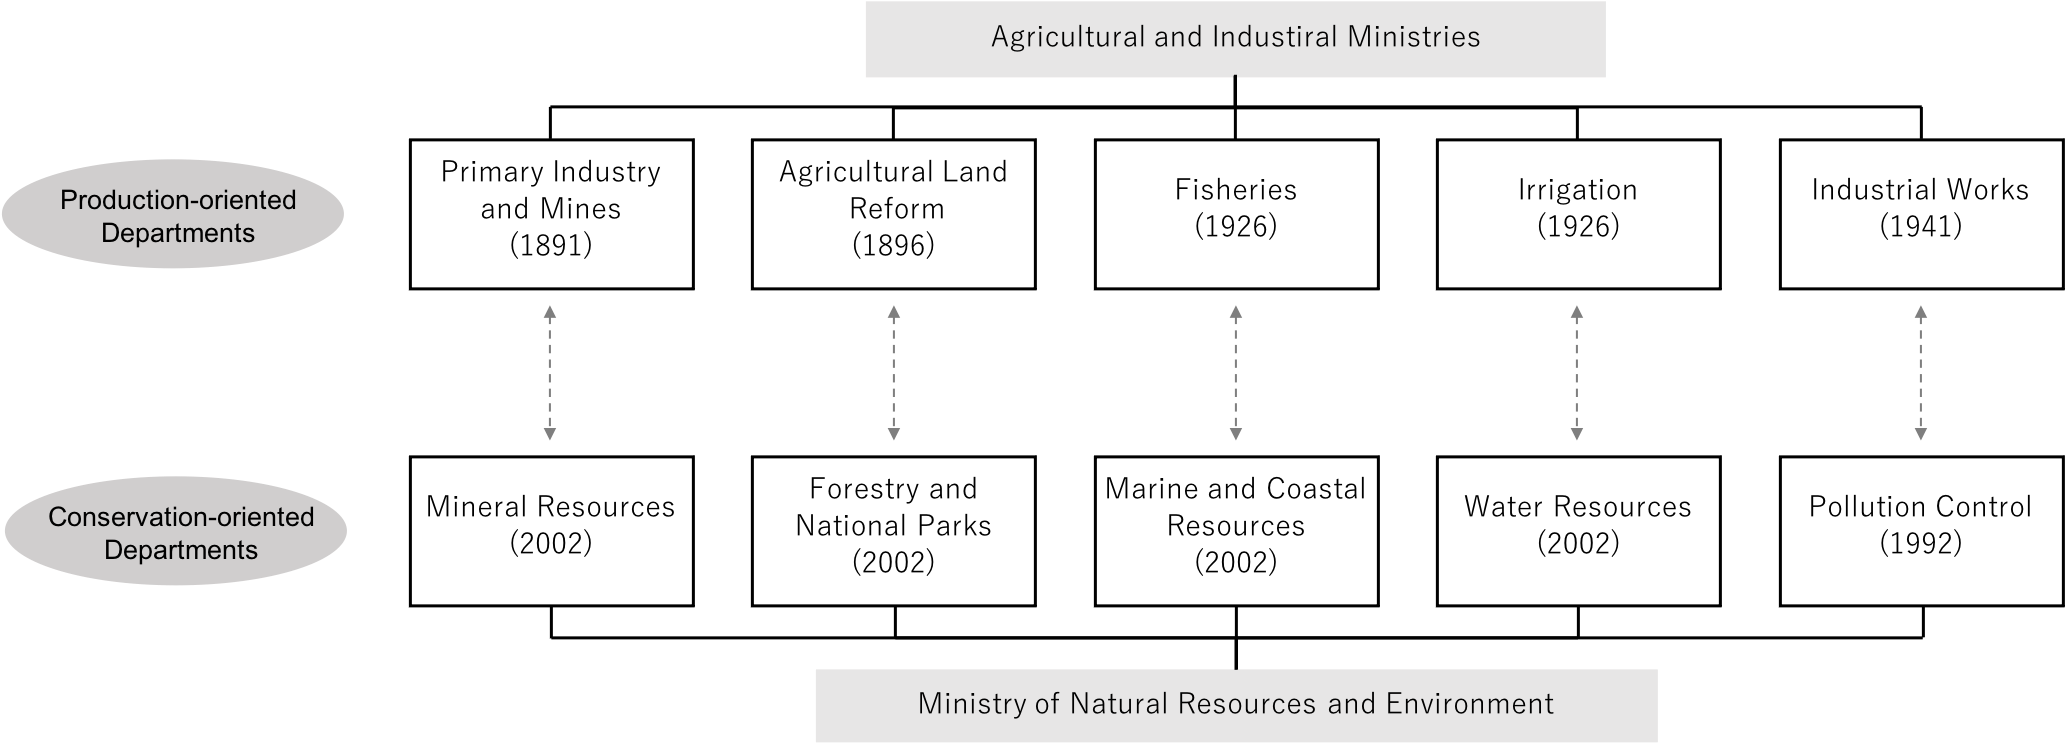 Agricultural and Industiral Ministries
Production-oriented
Departments
Primary Industry
and Mines
(1891)
Agricultural Land
Reform
(1896)
Fisheries
(1926)
Irrigation
(1926)
Industrial Works
(1941)
Conservation-oriented
Departments
Mineral Resources
(2002)
Forestry and
National Parks
(2002)
Marine and Coastal
Resources
(2002)
Water Resources
(2002)
Pollution Control
(1992)
Ministry of Natural Resources and Environment